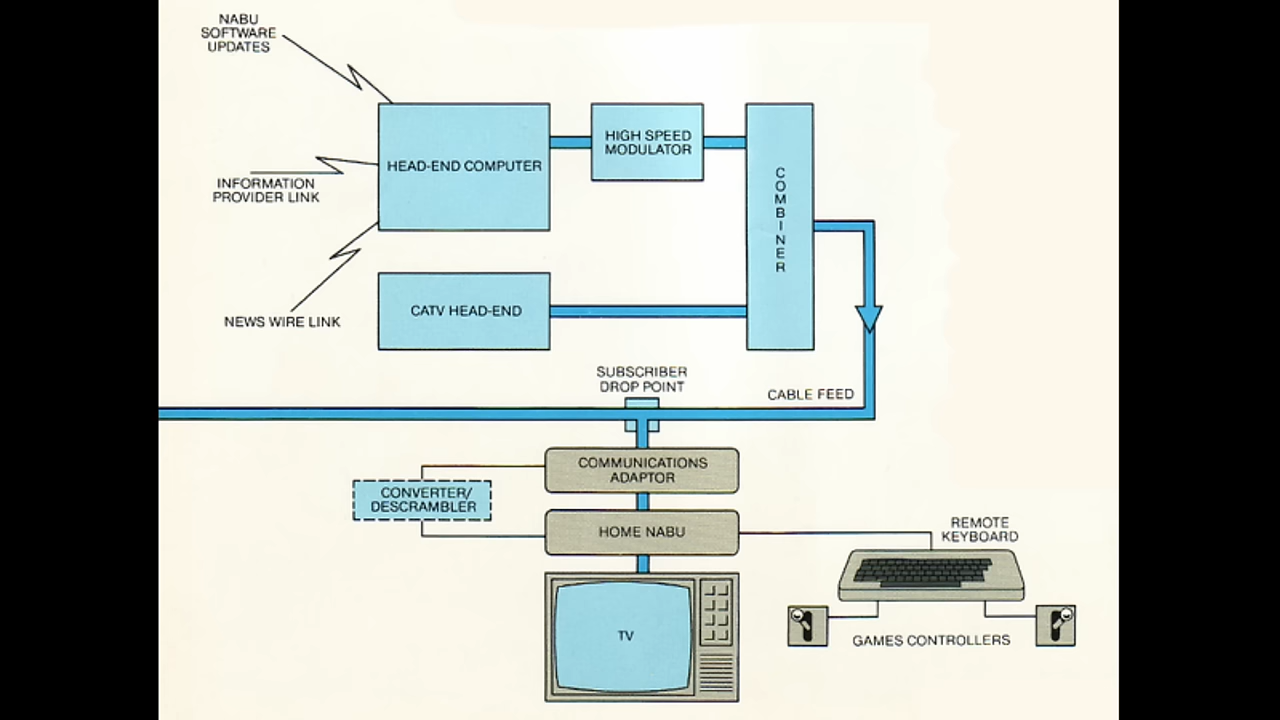 NABU
SOFTWARE
UPDATES
HEAD-END COMPUTER
HIGH SPEED
MODULATOR
COMBINER
INFORMATION
PROVIDER LINK
NEWS WIRE LINK
CATV HEAD-END
SUBSCRIBER
DROP POINT
CABLE FEED
COMMUNICATIONS
ADAPTOR
CONVERTER/
DESCRAMBLER
HOME NABU
REMOTE
KEYBOARD
TV
GAMES CONTROLLERS